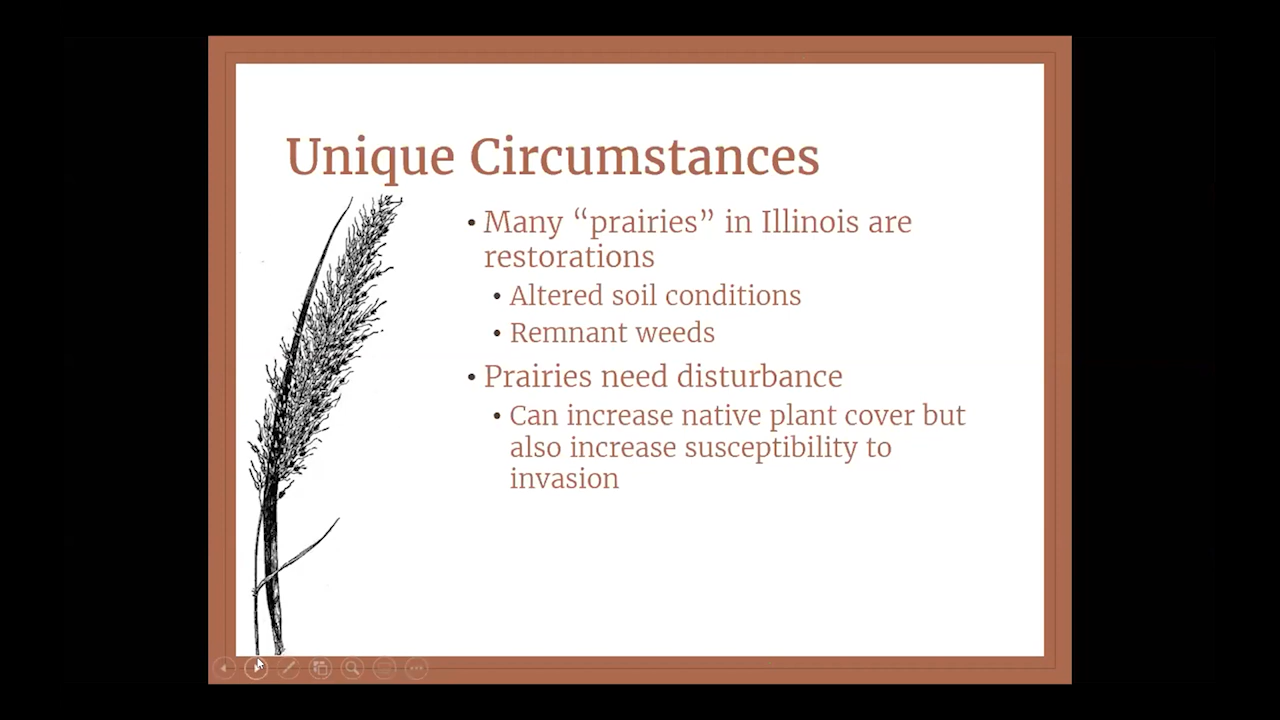 Unique Circumstances
• Many “prairies” in Illinois are
restorations
• Altered soil conditions
• Remnant weeds
• Prairies need disturbance
• Can increase native plant cover but
also increase susceptibility to
invasion